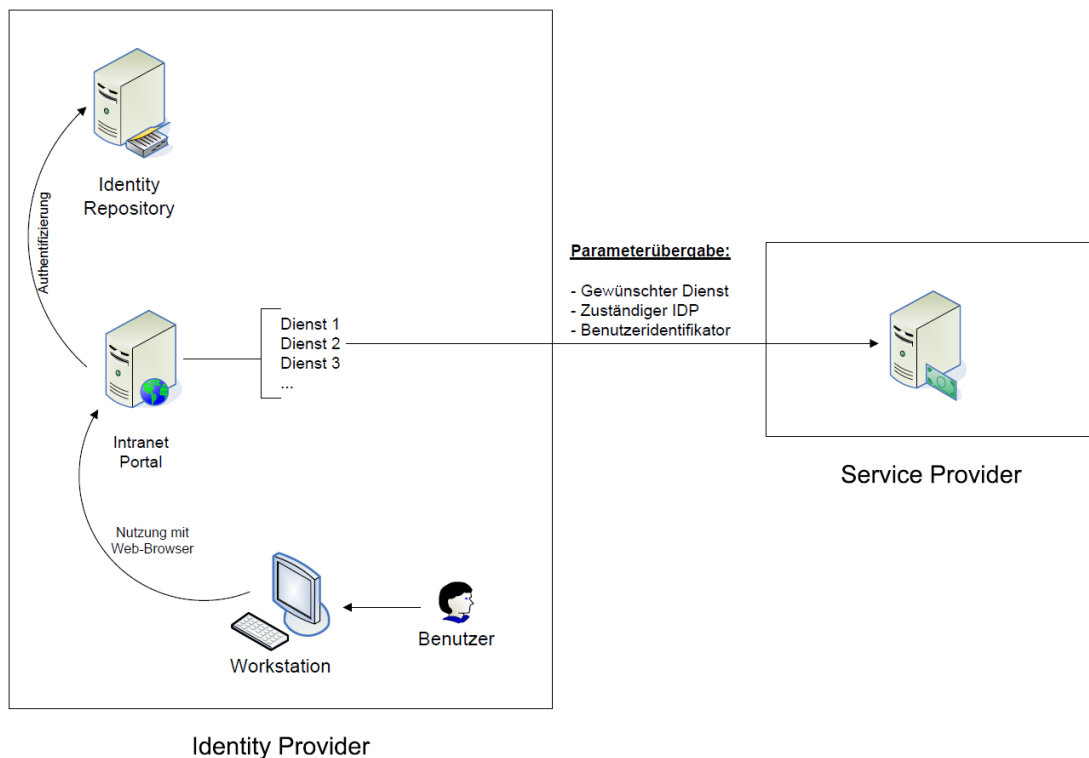 Identity
Repository
Authentifizierung
Parameterübergabe:
- Gewünschter Dienst
- Zuständiger IDP
- Benutzeridentifikator
Dienst 1
Dienst 2
Dienst 3
...
Intranet
Portal
Service Provider
Nutzung mit
Web-Browser
Benutzer
Workstation
Identity Provider